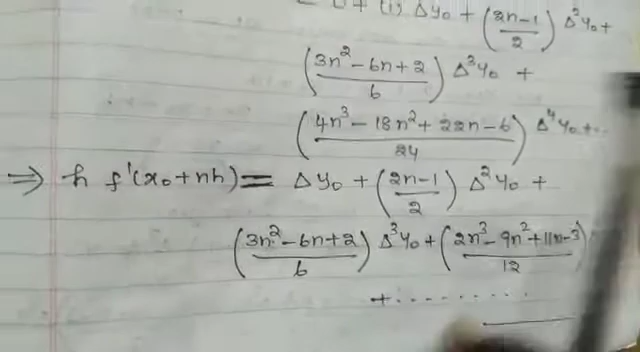 (1) Δy₀ + ((2n-1)/2) Δ²y₀ +
((3n² - 6n + 2)/6) Δ³y₀ +
((4n³ - 18n² + 22n - 6)/24) Δ⁴y₀ + ..
⇒ h f'(x₀ + nh) = Δy₀ + ((2n-1)/2) Δ²y₀ +
((3n² - 6n + 2)/6) Δ³y₀ + ((2n³ - 9n² + 11n - 3)/12)
+ ........